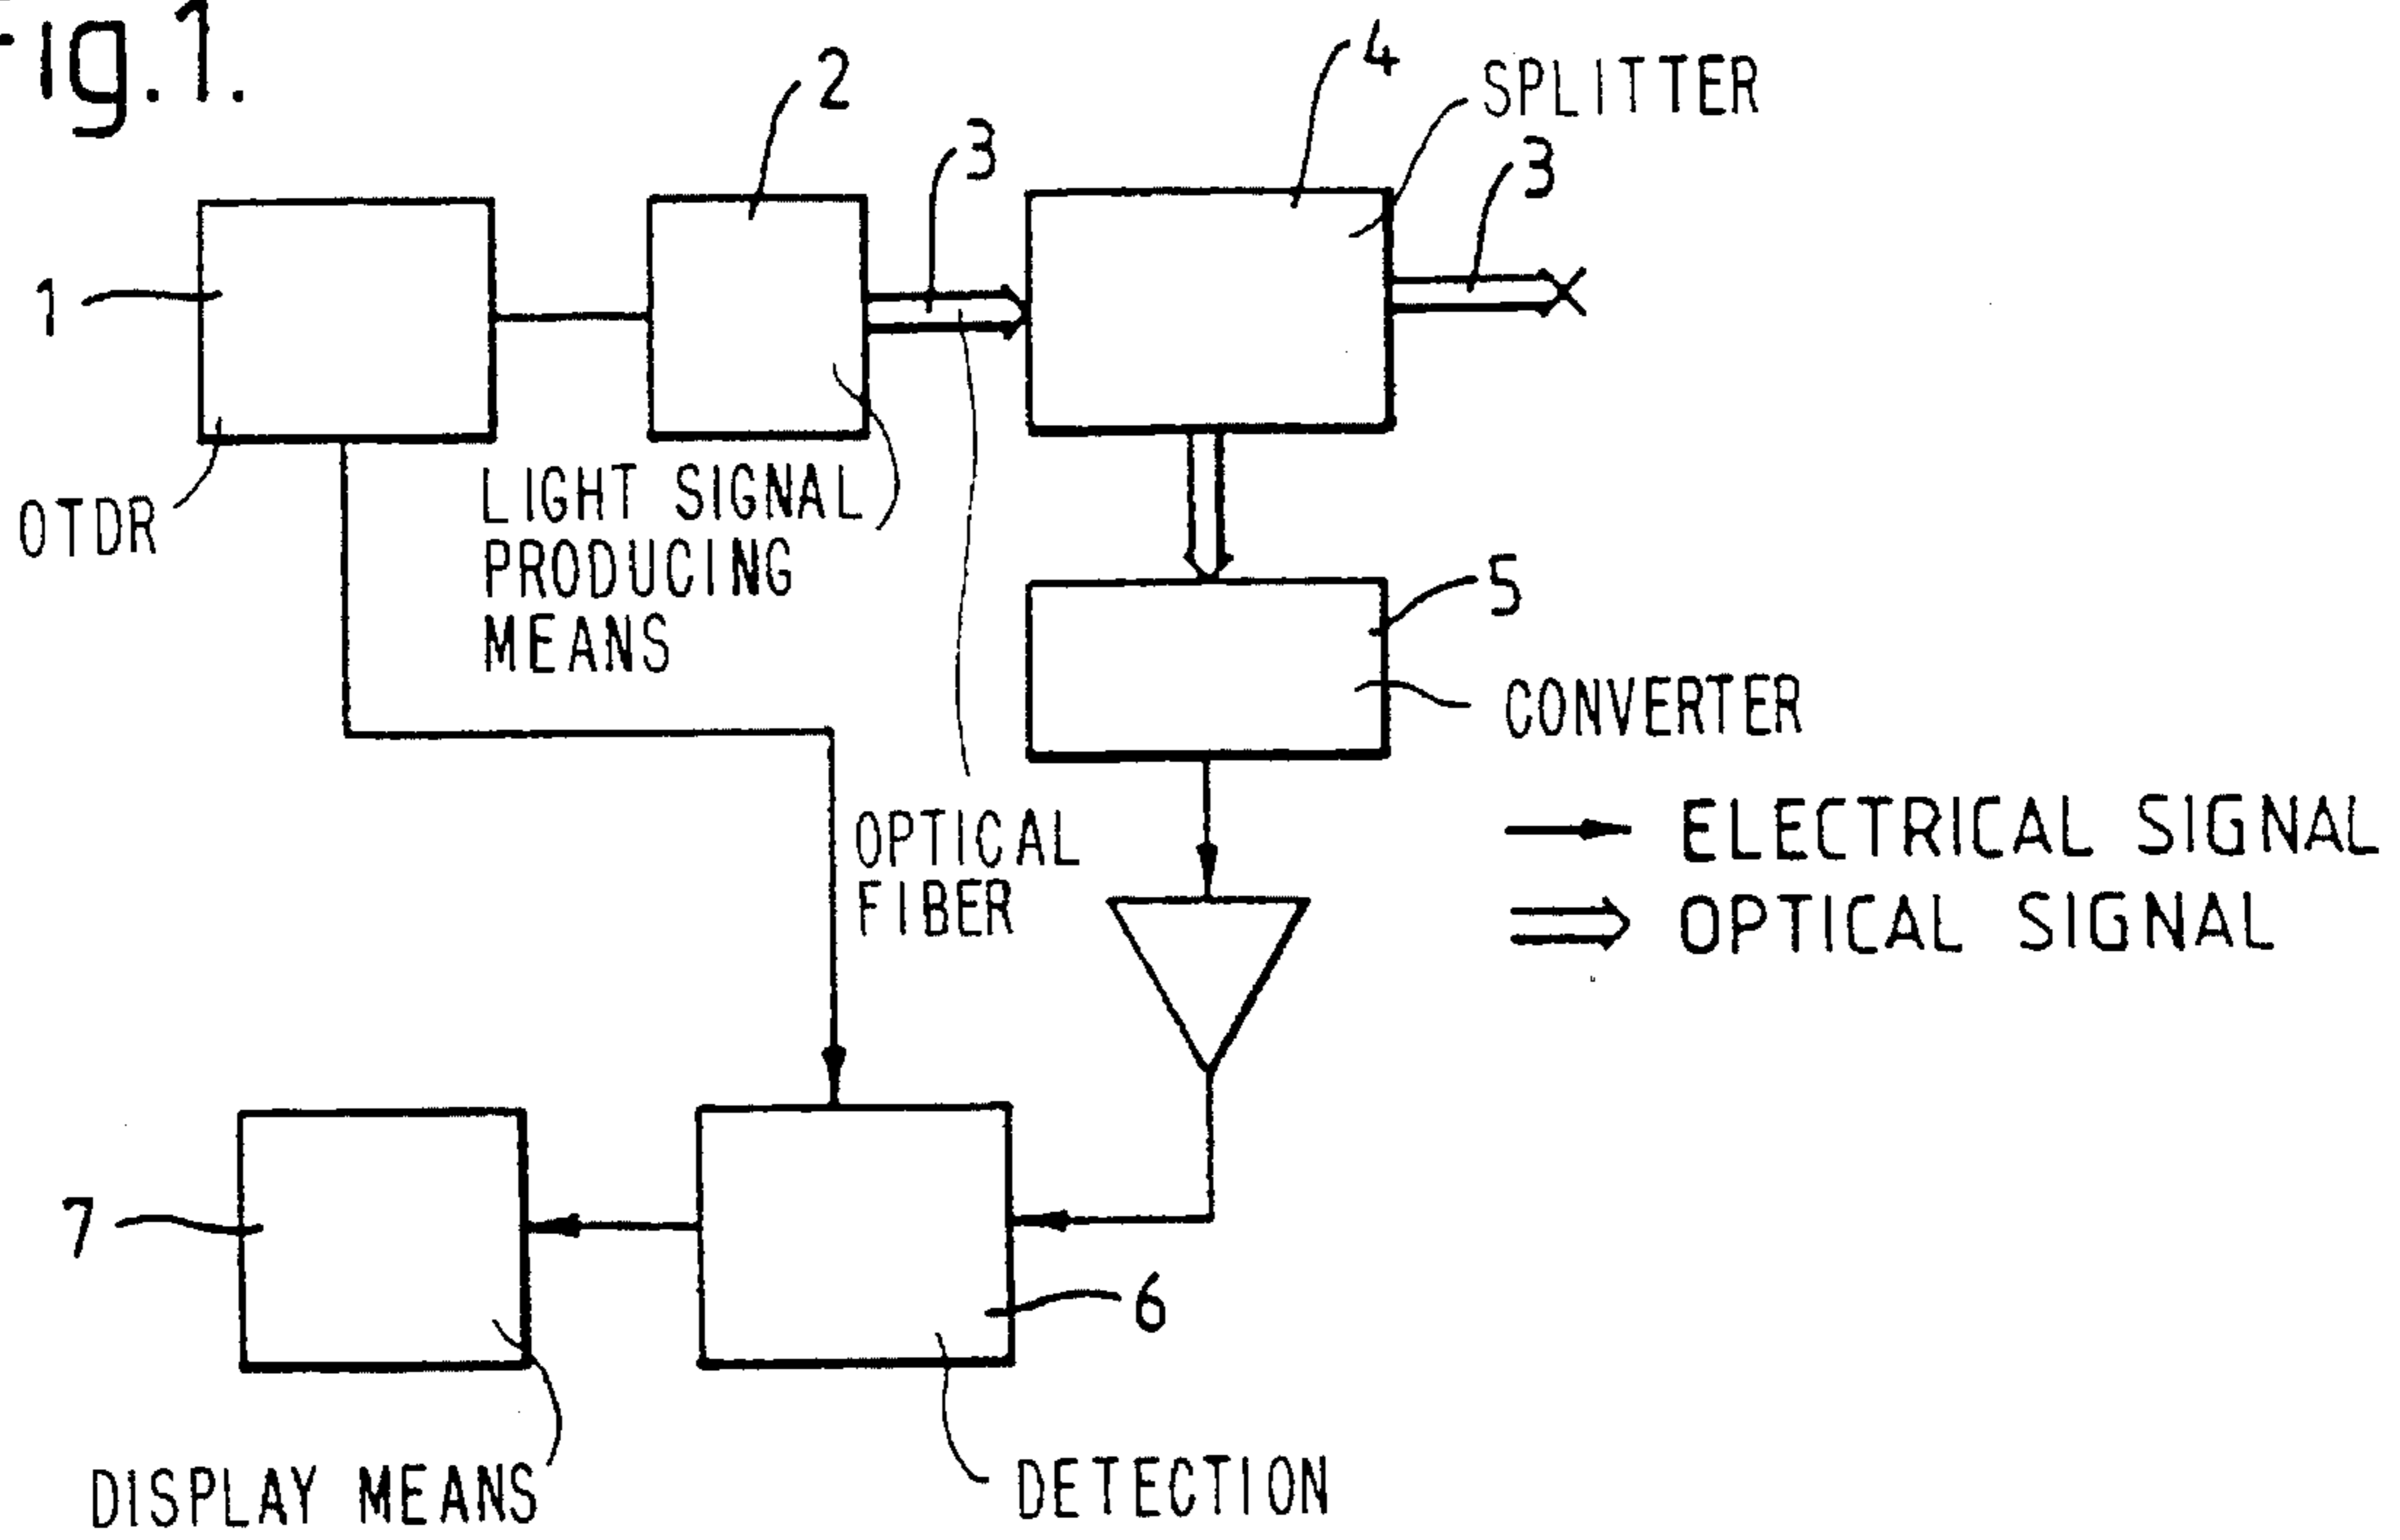 Fig.1.
2
4
SPLITTER
3
3
1
OTDR
LIGHT SIGNAL
PRODUCING
MEANS
5
CONVERTER
OPTICAL
FIBER
ELECTRICAL SIGNAL
OPTICAL SIGNAL
7
6
DISPLAY MEANS
DETECTION